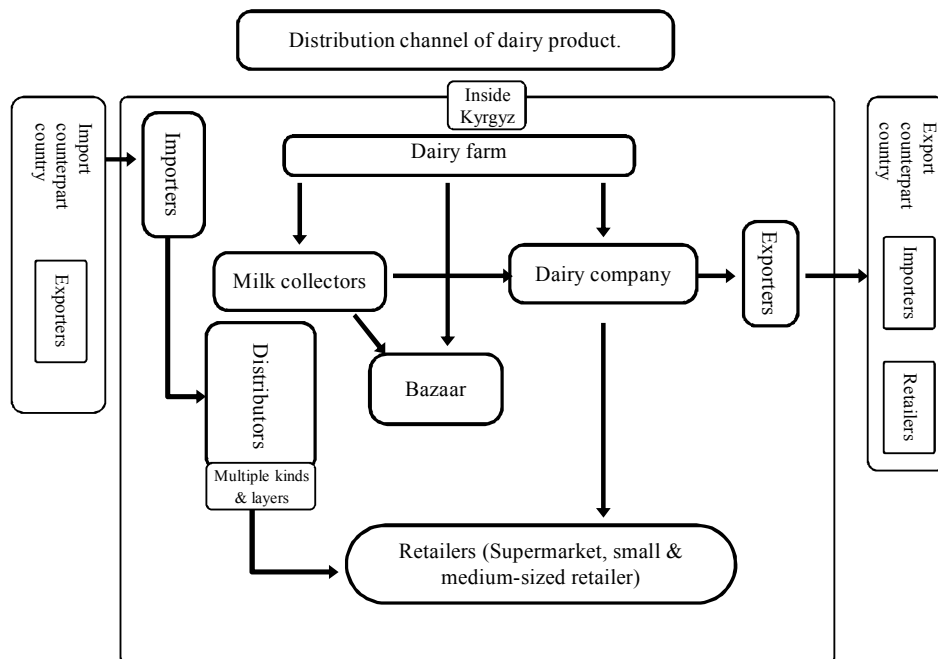 Distribution channel of dairy product.
Inside
Kyrgyz
Import
counterpart
country
Exporters
Importers
Dairy farm
Milk collectors
Dairy company
Exporters
Export
counterpart
country
Importers
Retailers
Distributors
Multiple kinds
& layers
Bazaar
Retailers (Supermarket, small &
medium-sized retailer)